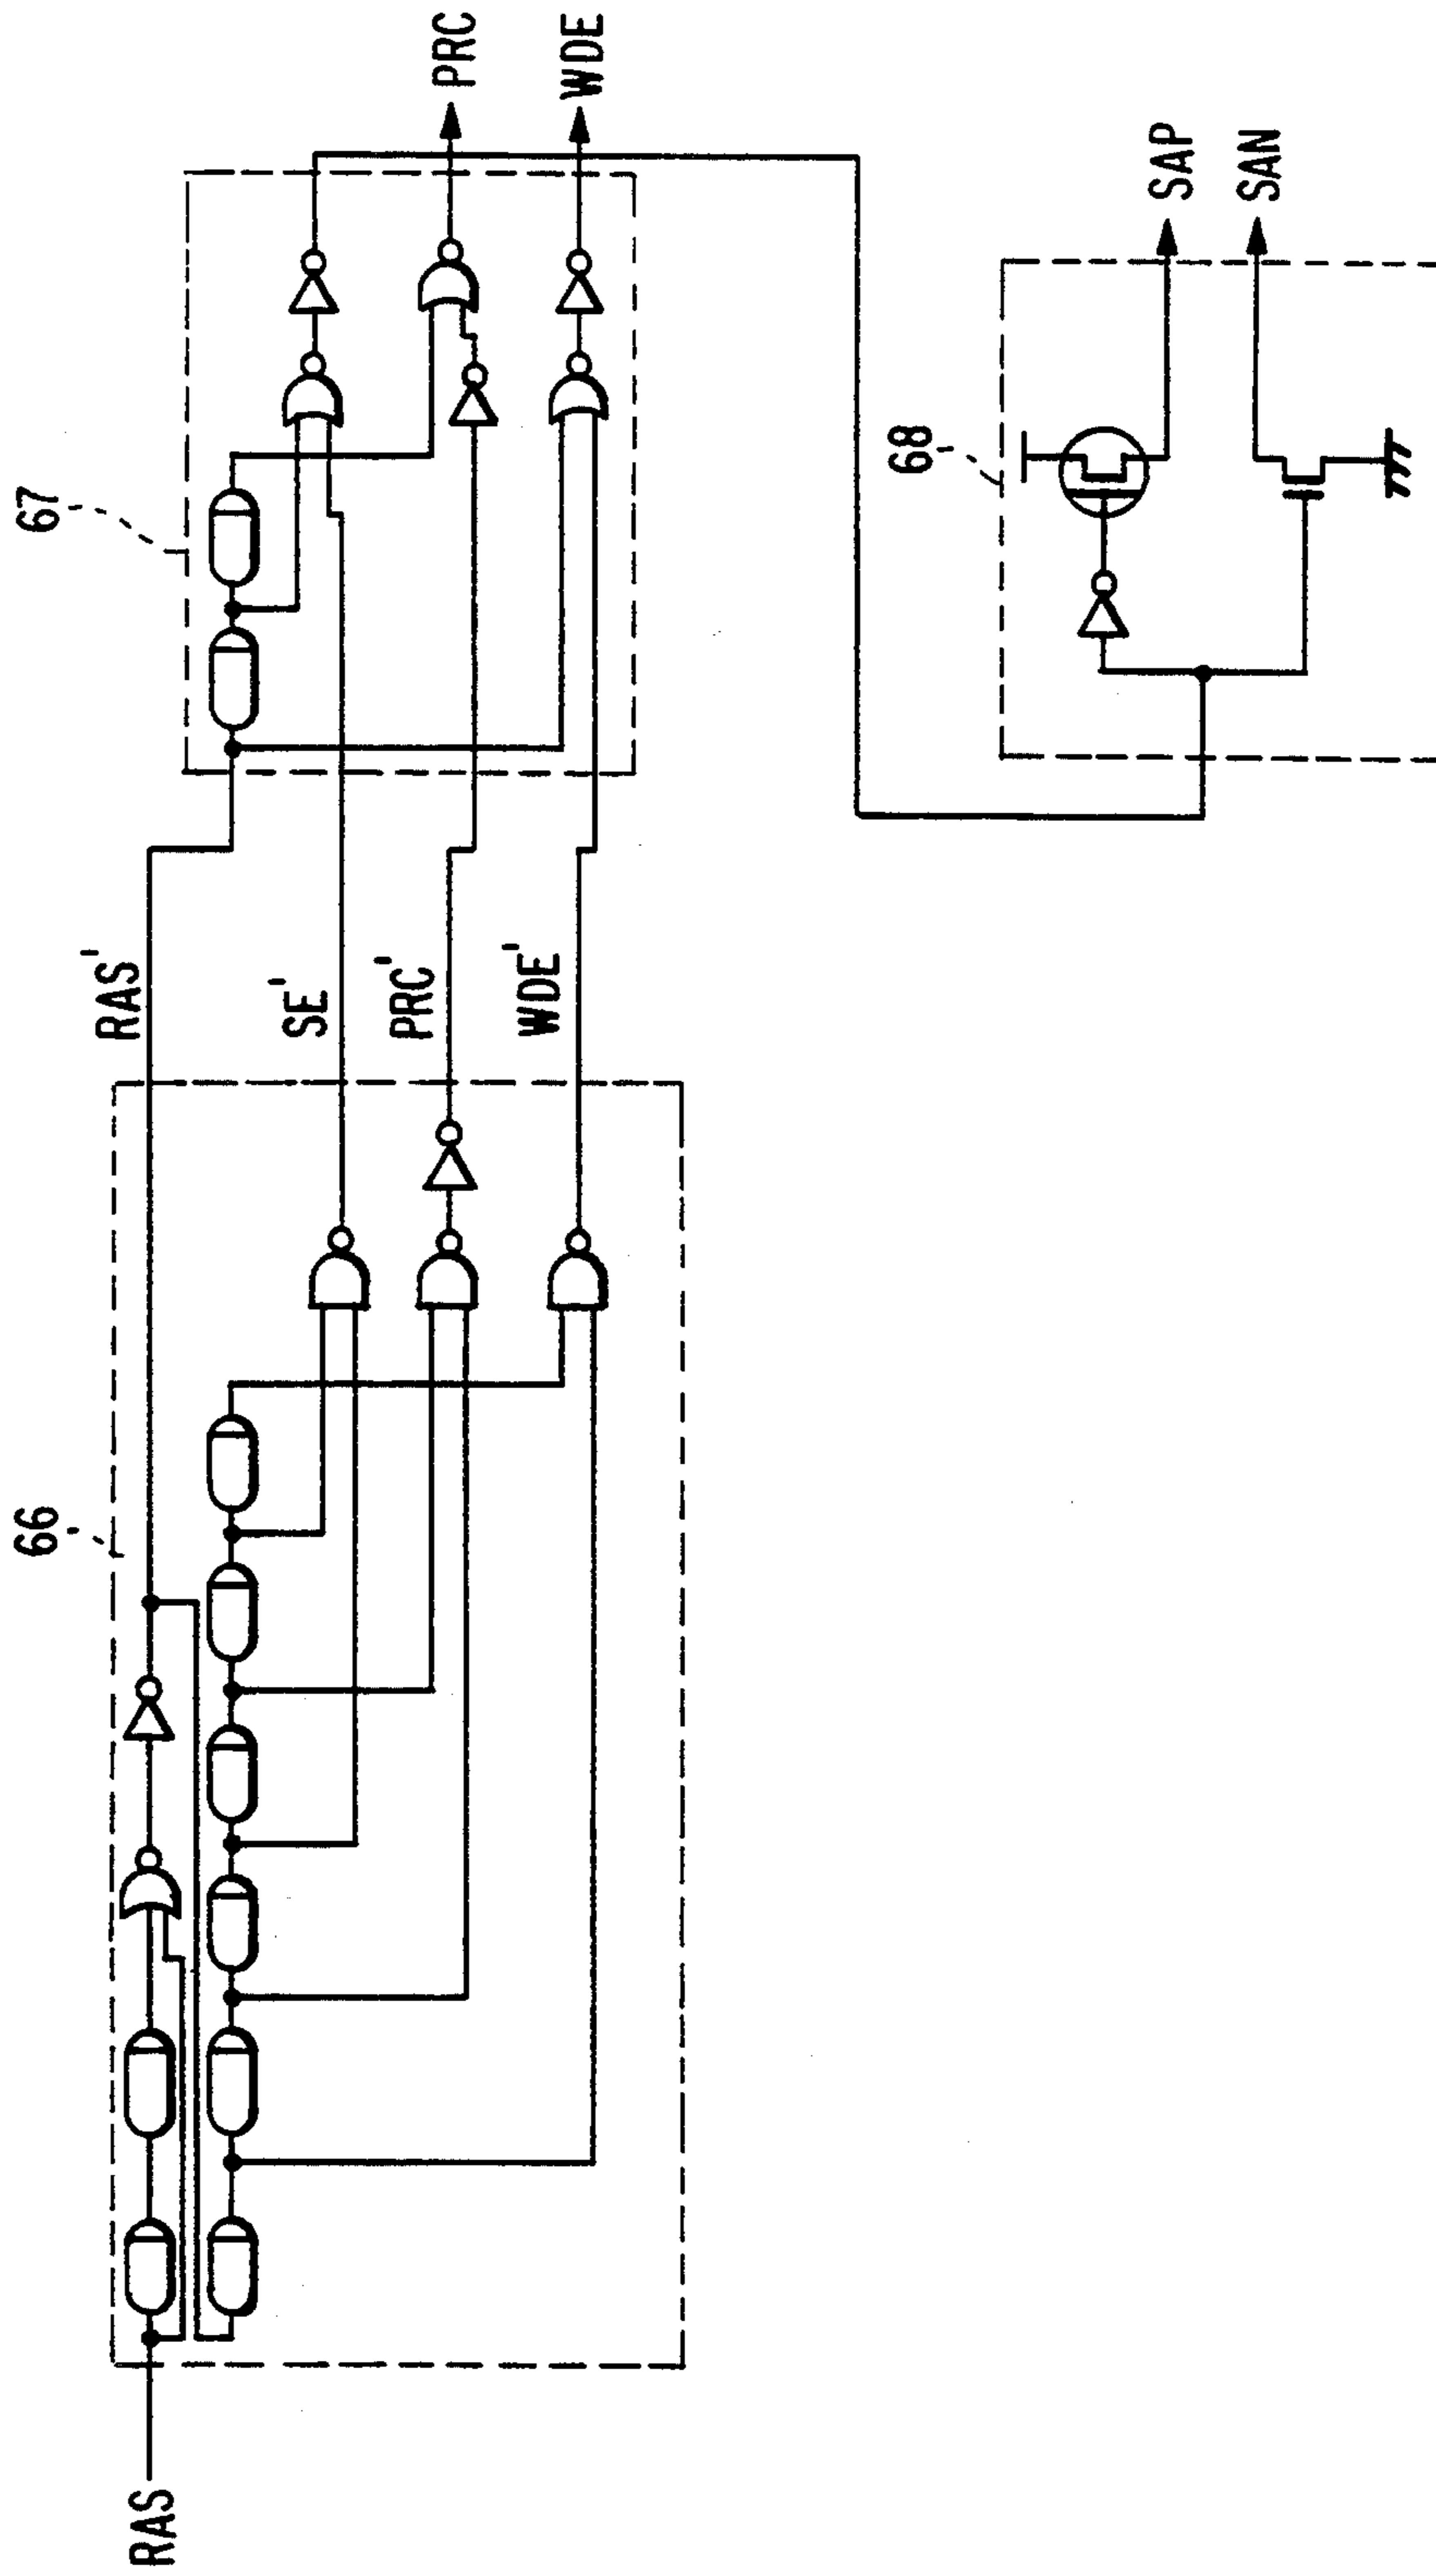 66
67
RAS
RAS'
SE'
PRC'
WDE'
PRC
WDE
68
SAP
SAN